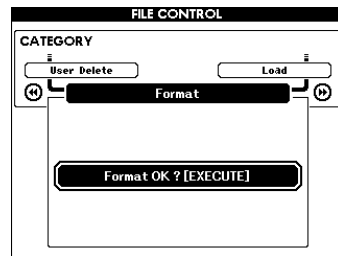 FILE CONTROL
CATEGORY
User Delete Load
Format
Format OK ? [EXECUTE]